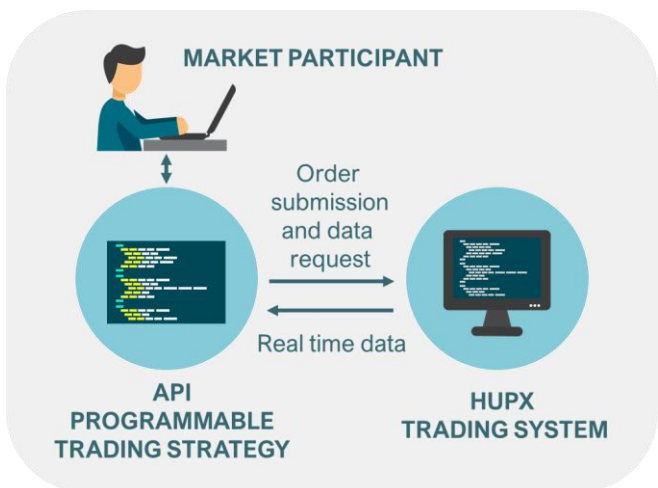 MARKET PARTICIPANT
Order
submission
and data
request
Real time data
API
PROGRAMMABLE
TRADING STRATEGY
HUPX
TRADING SYSTEM